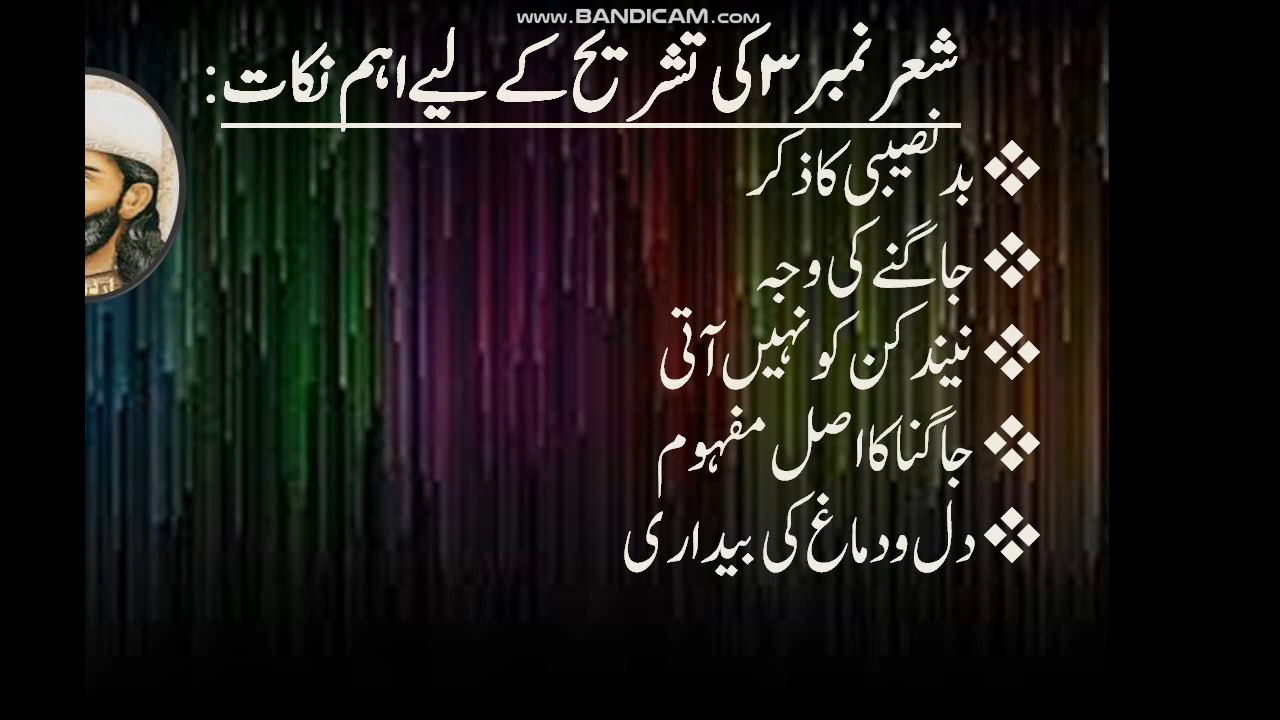 www.BANDICAM.com
شعر نمبر ۳ کی تشریح کے لیے اہم نکات:
بد نصیبی کا ذکر
جاگنے کی وجہ
نیند کن کو نہیں آتی
جاگنا کا اصل مفہوم
دل و دماغ کی بیداری